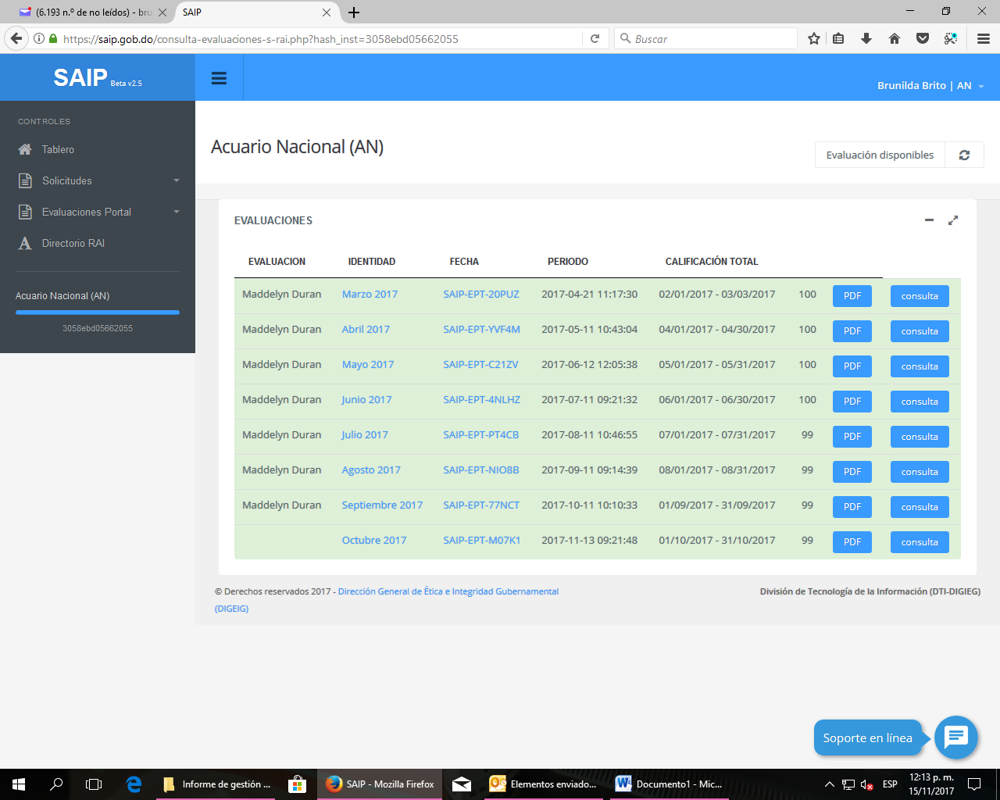 (6.193 n.º de no leídos) - bru
SAIP
https://saip.gob.do/consulta-evaluaciones-s-rai.php?hash_inst=3058ebd05662055
Buscar
SAIP Beta v2.5
Brunilda Brito | AN
CONTROLES
Tablero
Solicitudes
Evaluaciones Portal
Directorio RAI
Acuario Nacional (AN)
3058ebd05662055
Acuario Nacional (AN)
Evaluación disponibles
EVALUACIONES
EVALUACION IDENTIDAD FECHA PERIODO CALIFICACIÓN TOTAL
Maddelyn Duran Marzo 2017 SAIP-EPT-20PUZ 2017-04-21 11:17:30 02/01/2017 - 03/03/2017 100 PDF consulta
Maddelyn Duran Abril 2017 SAIP-EPT-YVF4M 2017-05-11 10:43:04 04/01/2017 - 04/30/2017 100 PDF consulta
Maddelyn Duran Mayo 2017 SAIP-EPT-C21ZV 2017-06-12 12:05:38 05/01/2017 - 05/31/2017 100 PDF consulta
Maddelyn Duran Junio 2017 SAIP-EPT-4NLHZ 2017-07-11 09:21:32 06/01/2017 - 06/30/2017 100 PDF consulta
Maddelyn Duran Julio 2017 SAIP-EPT-PT4CB 2017-08-11 10:46:55 07/01/2017 - 07/31/2017 99 PDF consulta
Maddelyn Duran Agosto 2017 SAIP-EPT-NIO8B 2017-09-11 09:14:39 08/01/2017 - 08/31/2017 99 PDF consulta
Maddelyn Duran Septiembre 2017 SAIP-EPT-77NCT 2017-10-11 10:10:33 01/09/2017 - 31/09/2017 99 PDF consulta
Octubre 2017 SAIP-EPT-M07K1 2017-11-13 09:21:48 01/10/2017 - 31/10/2017 99 PDF consulta
© Derechos reservados 2017 - Dirección General de Ética e Integridad Gubernamental
(DIGEIG)
División de Tecnología de la Información (DTI-DIGIEG)
Soporte en línea
Informe de gestión ...
SAIP - Mozilla Firefox
Elementos enviado...
Documento1 - Mic...
ESP
12:13 p. m.
15/11/2017